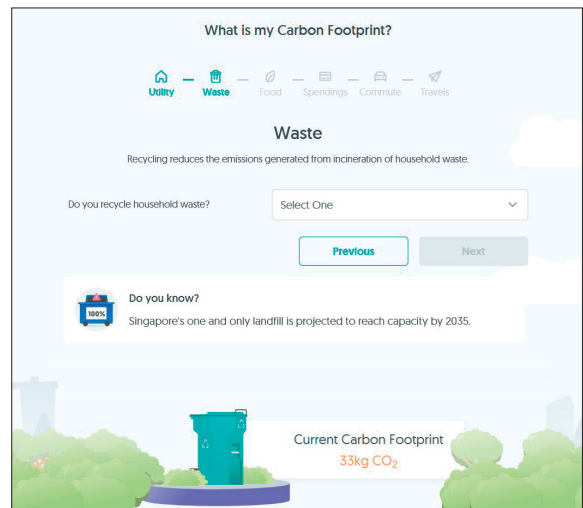 What is my Carbon Footprint?
Utility Waste Food Spendings Commute Travels
Waste
Recycling reduces the emissions generated from incineration of household waste.
Do you recycle household waste? Select One
Previous Next
Do you know?
100%
Singapore's one and only landfill is projected to reach capacity by 2035.
Current Carbon Footprint
33kg CO₂